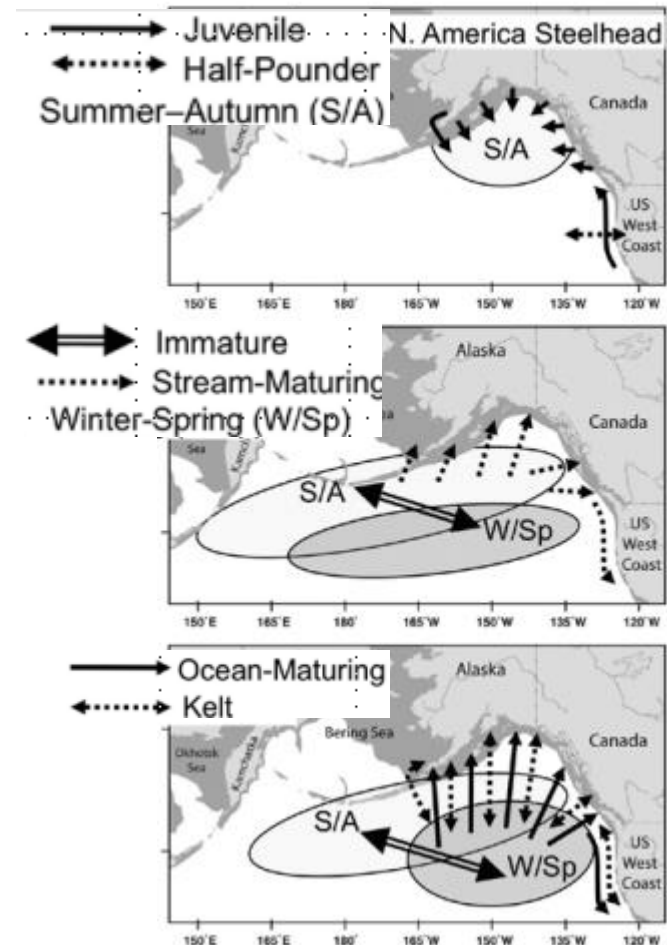 Juvenile
N. America Steelhead
Half-Pounder
Summer–Autumn (S/A)
Canada
Sea
S/A
US
West
Coast
150°E 165°E 180° 165°W 150°W 135°W 120°W
Immature
Alaska
Stream-Maturing
Canada
Winter-Spring (W/Sp)
Sea
S/A
W/Sp
US
West
Coast
150°E 165°E 180° 165°W 150°W 135°W 120°W
Ocean-Maturing
Alaska
Kelt
Bering Sea
Canada
Okhotsk
Sea
Kamchatka
S/A
W/Sp
US
West
Coast
150°E 165°E 180° 165°W 150°W 135°W 120°W